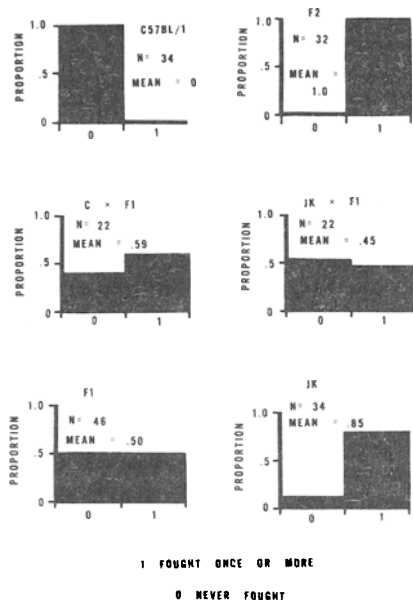 C57BL/1
N= 34
MEAN = 0
PROPORTION
1.0
.5
0
0 1
F2
N= 32
MEAN =
1.0
PROPORTION
1.0
.5
0
0 1
C × F1
N= 22
MEAN = .59
PROPORTION
1.0
.5
0
0 1
JK × F1
N= 22
MEAN = .45
PROPORTION
1.0
.5
0
0 1
F1
N= 46
MEAN = .50
PROPORTION
1.0
.5
0
0 1
JK
N= 34
MEAN = .85
PROPORTION
1.0
.5
0
0 1
1 FOUGHT ONCE OR MORE
0 NEVER FOUGHT